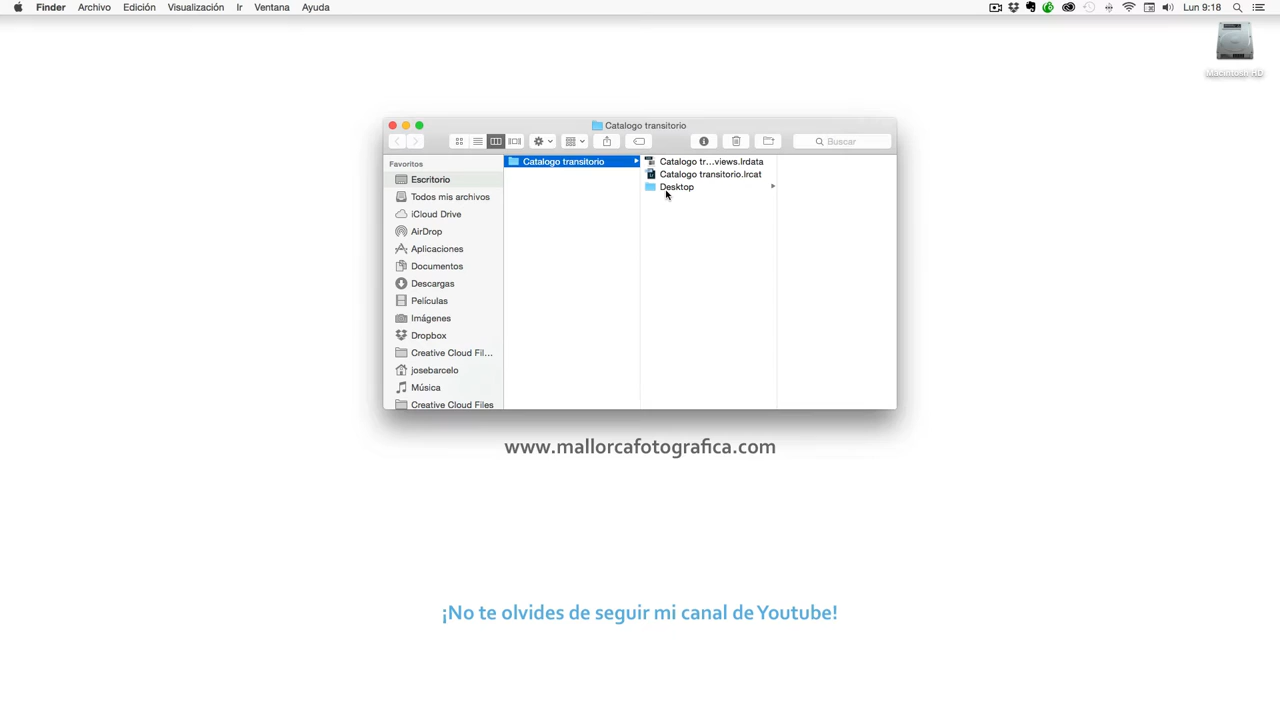 Finder Archivo Edición Visualización Ir Ventana Ayuda Lun 9:18
Macintosh HD
Catalogo transitorio
Buscar
Favoritos
Escritorio
Todos mis archivos
iCloud Drive
AirDrop
Aplicaciones
Documentos
Descargas
Películas
Imágenes
Dropbox
Creative Cloud Fil...
josebarcelo
Música
Creative Cloud Files
Catalogo transitorio
Catalogo tr...views.lrdata
Catalogo transitorio.lrcat
Desktop
www.mallorcafotografica.com
¡No te olvides de seguir mi canal de Youtube!